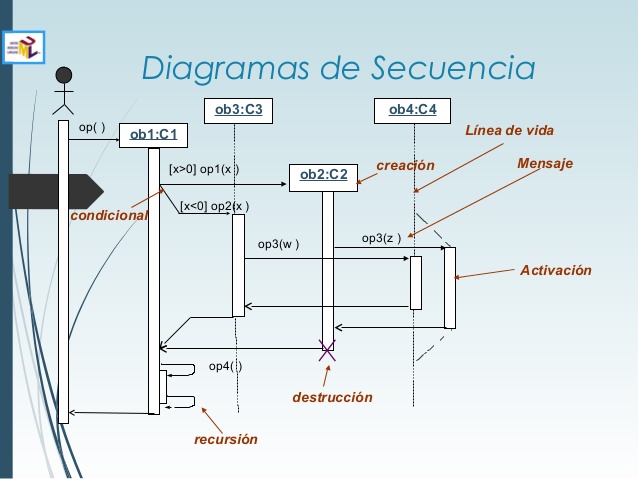 Diagramas de Secuencia
ob3:C3
ob4:C4
op( )
ob1:C1
Línea de vida
[x>0] op1(x )
ob2:C2
creación
Mensaje
[x<0] op2(x )
condicional
op3(w )
op3(z )
Activación
op4( )
destrucción
recursión